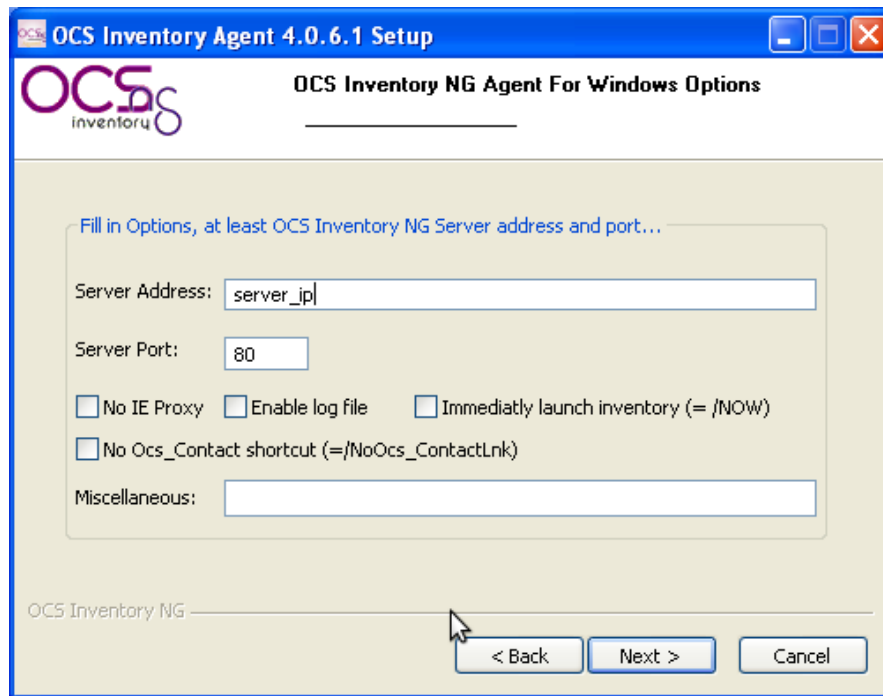 OCS Inventory Agent 4.0.6.1 Setup
OCSng
inventory
OCS Inventory NG Agent For Windows Options
Fill in Options, at least OCS Inventory NG Server address and port...
Server Address: server_ip
Server Port: 80
No IE Proxy Enable log file Immediatly launch inventory (= /NOW)
No Ocs_Contact shortcut (=/NoOcs_ContactLnk)
Miscellaneous:
OCS Inventory NG
< Back Next > Cancel